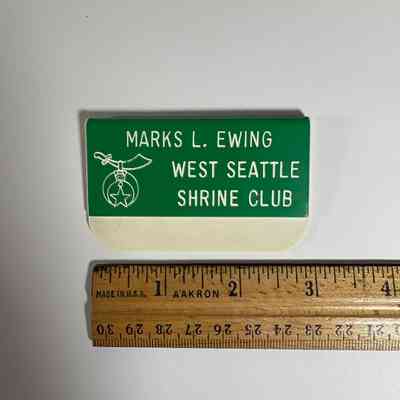 MARKS L. EWING
WEST SEATTLE
SHRINE CLUB
MADE IN U.S.A. 1 A'AKRON 2 3 4
30 29 28 27 26 25 24 23 22 21